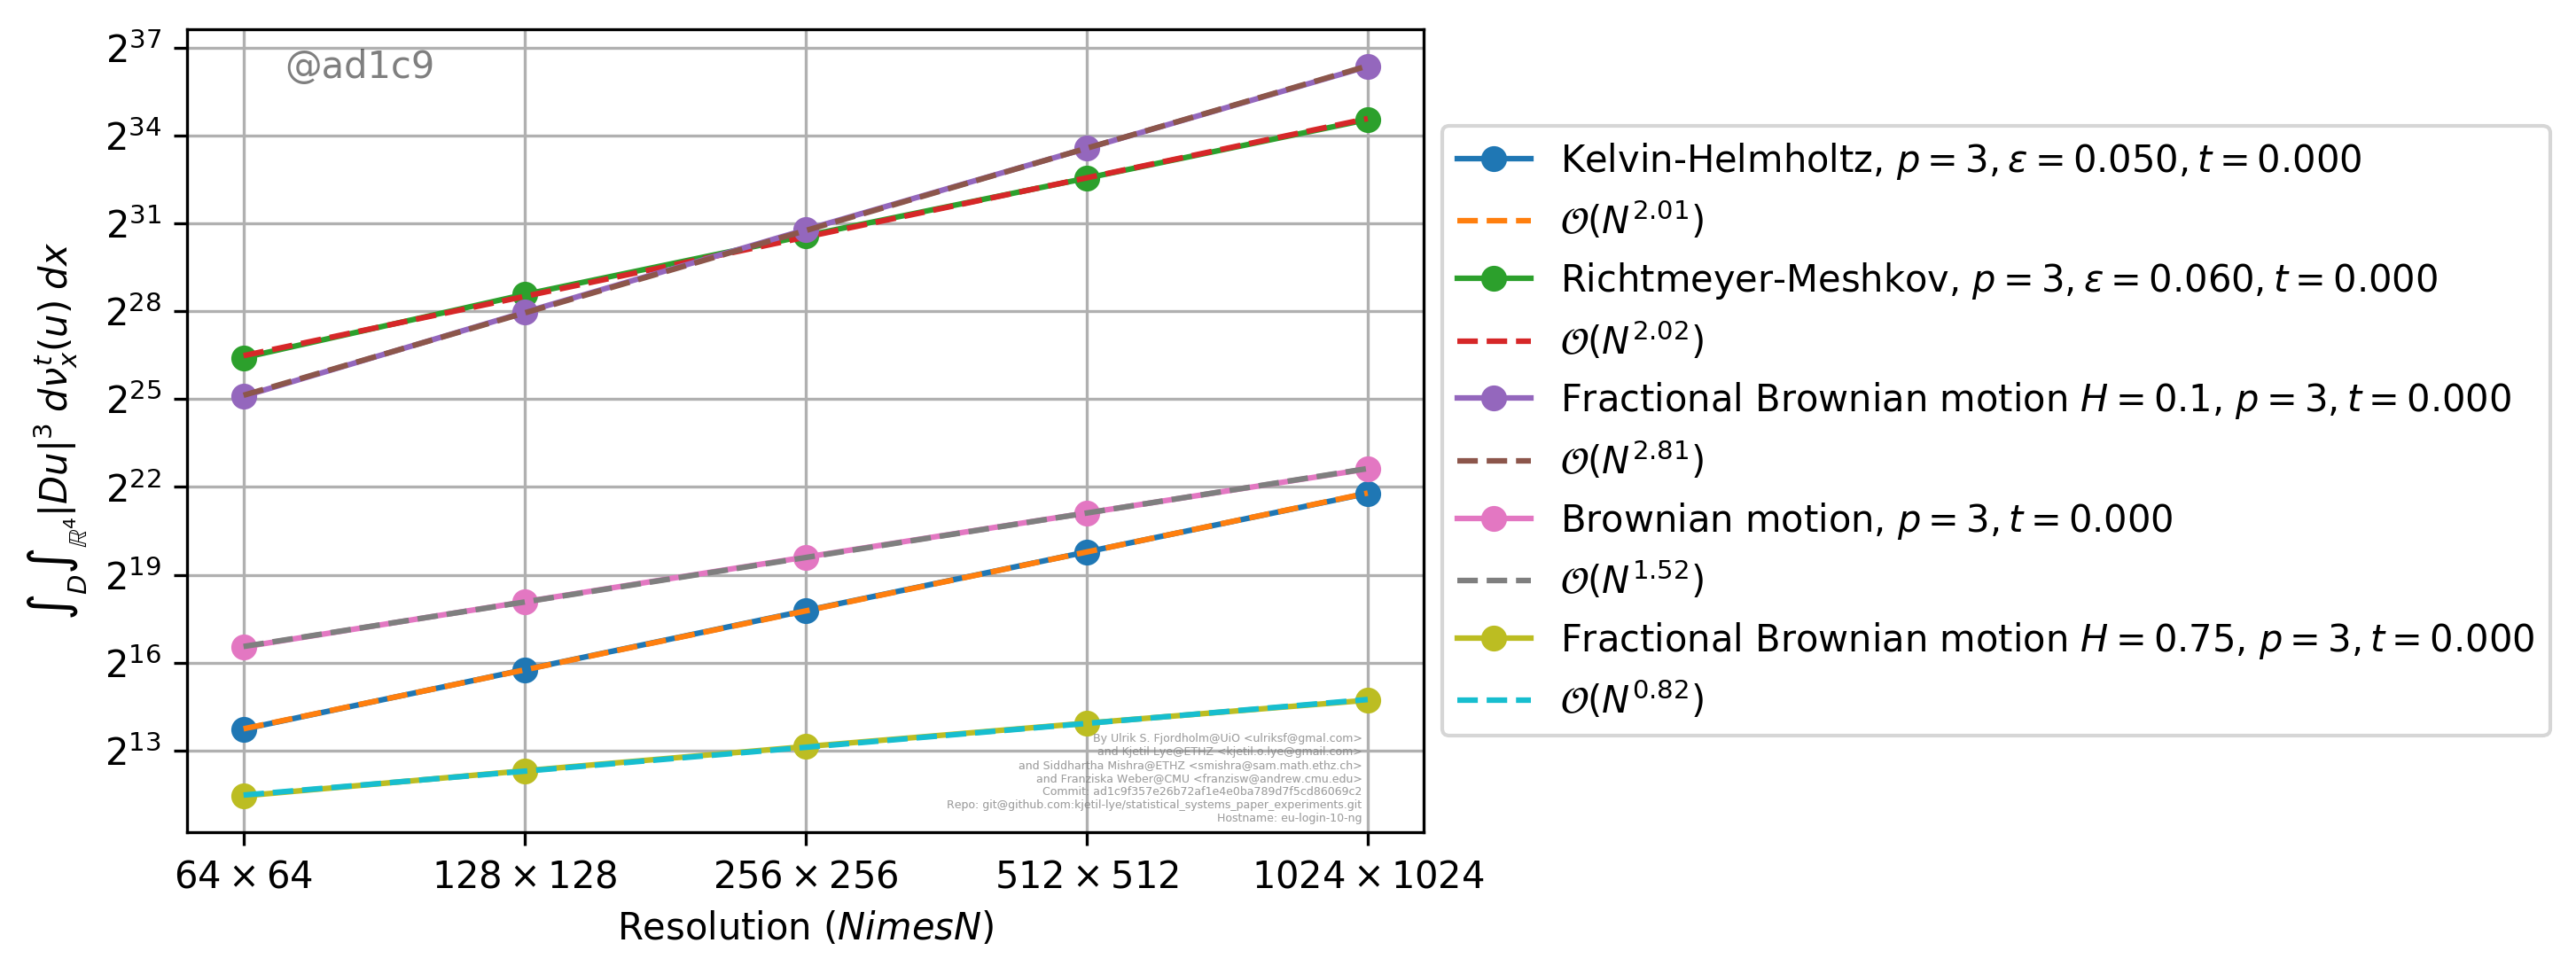 @ad1c9
2^37
2^34
2^31
2^28
2^25
2^22
2^19
2^16
2^13
∫_D ∫_ℝ⁴ |Du|³ dν_x^t(u) dx
64 × 64
128 × 128
256 × 256
512 × 512
1024 × 1024
Resolution (NimesN)
By Ulrik S. Fjordholm@UiO <ulriksf@gmal.com>
and Kjetil Lye@ETHZ <kjetil.o.lye@gmail.com>
and Siddhartha Mishra@ETHZ <smishra@sam.math.ethz.ch>
and Franziska Weber@CMU <franzisw@andrew.cmu.edu>
Commit: ad1c9f357e26b72af1e4e0ba789d7f5cd86069c2
Repo: git@github.com:kjetil-lye/statistical_systems_paper_experiments.git
Hostname: eu-login-10-ng
Kelvin-Helmholtz, p = 3, ε = 0.050, t = 0.000
𝒪(N^2.01)
Richtmeyer-Meshkov, p = 3, ε = 0.060, t = 0.000
𝒪(N^2.02)
Fractional Brownian motion H = 0.1, p = 3, t = 0.000
𝒪(N^2.81)
Brownian motion, p = 3, t = 0.000
𝒪(N^1.52)
Fractional Brownian motion H = 0.75, p = 3, t = 0.000
𝒪(N^0.82)